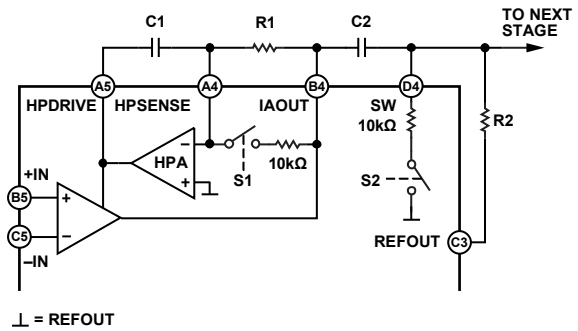 C1
R1
C2
TO NEXT
STAGE
A5
A4
B4
D4
HPDRIVE
HPSENSE
IAOUT
SW
10kΩ
R2
HPA
–
+
S1
10kΩ
S2
+IN
B5
+
C5
–
–IN
REFOUT
C3
⊥ = REFOUT